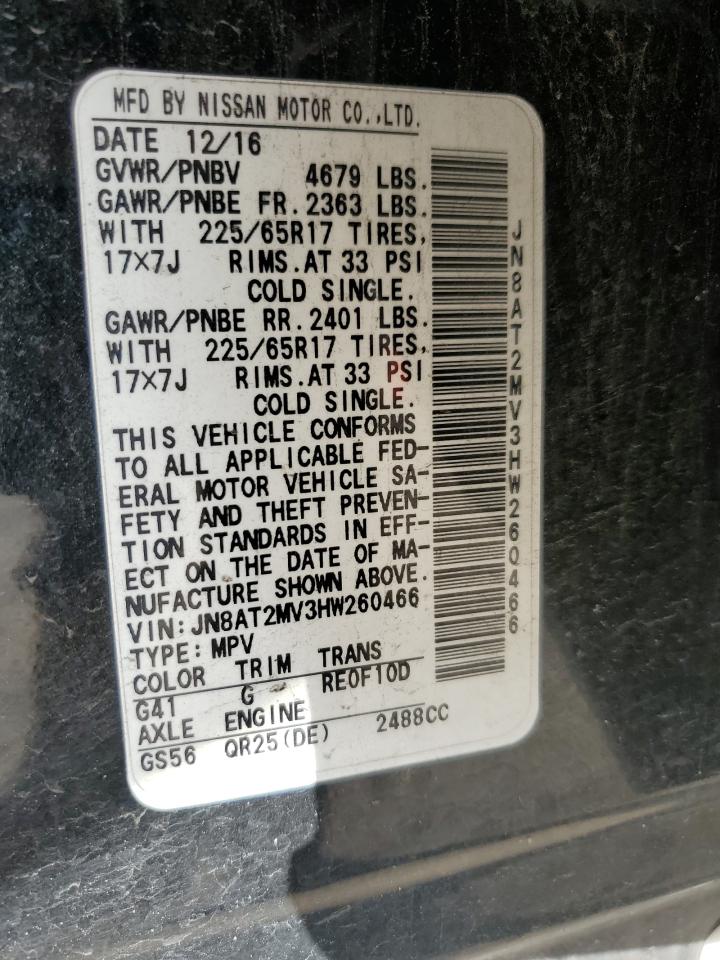 MFD BY NISSAN MOTOR CO.,LTD.
DATE 12/16
GVWR/PNBV 4679 LBS.
GAWR/PNBE FR.2363 LBS.
WITH 225/65R17 TIRES,
17×7J RIMS.AT 33 PSI
COLD SINGLE.
GAWR/PNBE RR.2401 LBS.
WITH 225/65R17 TIRES,
17×7J RIMS.AT 33 PSI
COLD SINGLE.
THIS VEHICLE CONFORMS
TO ALL APPLICABLE FED-
ERAL MOTOR VEHICLE SA-
FETY AND THEFT PREVEN-
TION STANDARDS IN EFF-
ECT ON THE DATE OF MA-
NUFACTURE SHOWN ABOVE.
VIN:JN8AT2MV3HW260466
TYPE:MPV
COLOR TRIM TRANS
G41 G RE0F10D
AXLE ENGINE
GS56 QR25(DE) 2488CC
JN8AT2MV3HW260466